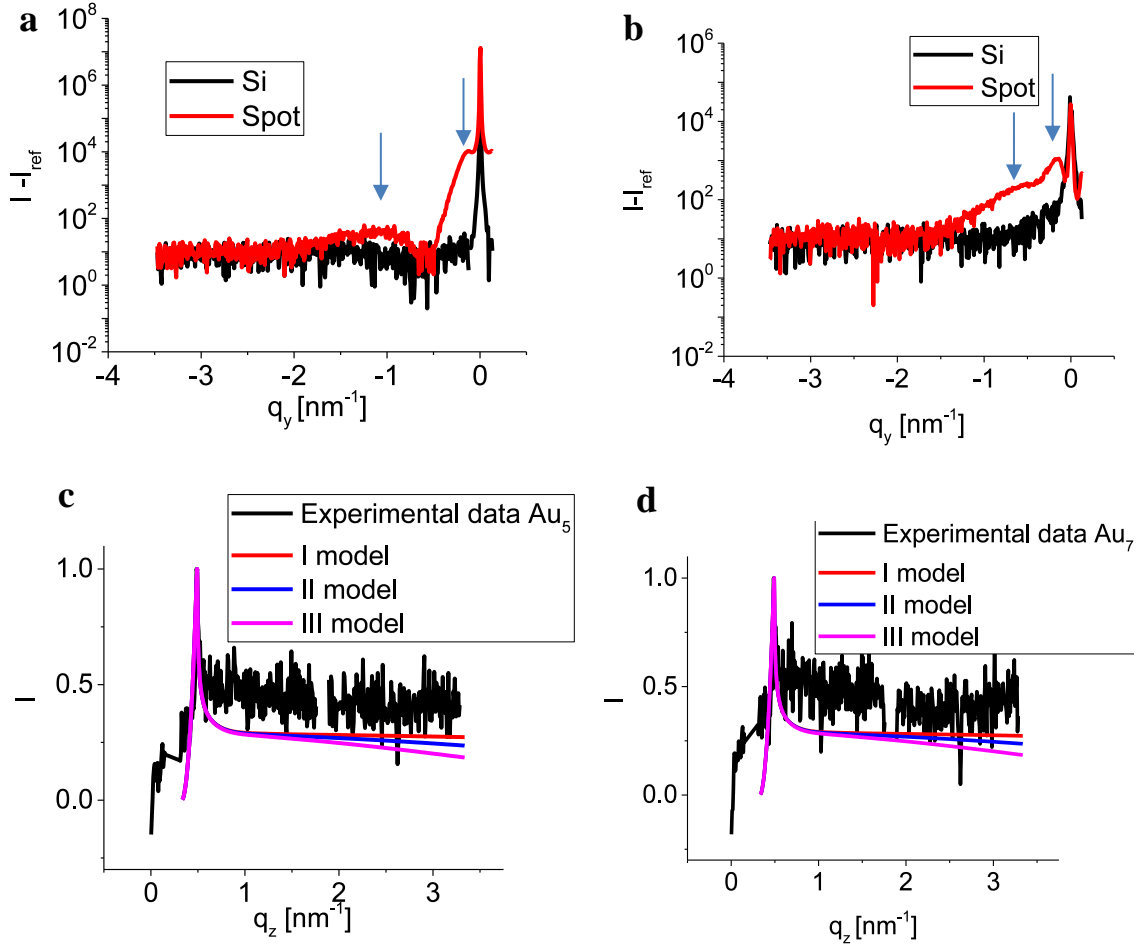 a
I -I_ref
10^8
10^6
10^4
10^2
10^0
10^-2
Si
Spot
-4 -3 -2 -1 0
q_y [nm^-1]
b
I-I_ref
10^6
10^4
10^2
10^0
10^-2
Si
Spot
-4 -3 -2 -1 0
q_y [nm^-1]
c
Experimental data Au_5
I model
II model
III model
I
1.0
0.5
0.0
0 1 2 3
q_z [nm^-1]
d
Experimental data Au_7
I model
II model
III model
I
1.0
0.5
0.0
0 1 2 3
q_z [nm^-1]